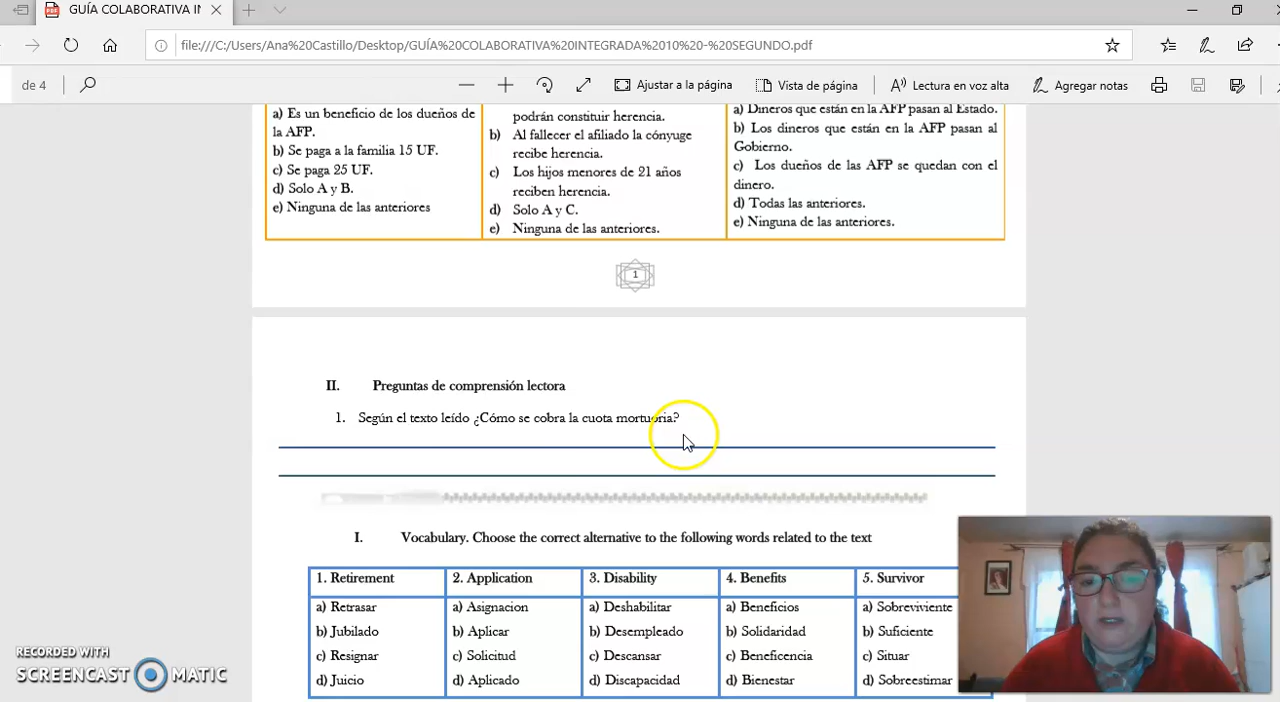 GUÍA COLABORATIVA IN
file:///C:/Users/Ana%20Castillo/Desktop/GUÍA%20COLABORATIVA%20INTEGRADA%2010%20-%20SEGUNDO.pdf
de 4
Ajustar a la página
Vista de página
Lectura en voz alta
Agregar notas
a) Es un beneficio de los dueños de
la AFP.
b) Se paga a la familia 15 UF.
c) Se paga 25 UF.
d) Solo A y B.
e) Ninguna de las anteriores
podrán constituir herencia.
b) Al fallecer el afiliado la cónyuge
recibe herencia.
c) Los hijos menores de 21 años
reciben herencia.
d) Solo A y C.
e) Ninguna de las anteriores.
a) Dineros que están en la AFP pasan al Estado.
b) Los dineros que están en la AFP pasan al
Gobierno.
c) Los dueños de las AFP se quedan con el
dinero.
d) Todas las anteriores.
e) Ninguna de las anteriores.
1
II. Preguntas de comprensión lectora
1. Según el texto leído ¿Cómo se cobra la cuota mortuoria?
I. Vocabulary. Choose the correct alternative to the following words related to the text
1. Retirement
a) Retrasar
b) Jubilado
c) Resignar
d) Juicio
2. Application
a) Asignacion
b) Aplicar
c) Solicitud
d) Aplicado
3. Disability
a) Deshabilitar
b) Desempleado
c) Descansar
d) Discapacidad
4. Benefits
a) Beneficios
b) Solidaridad
c) Beneficencia
d) Bienestar
5. Survivor
a) Sobreviviente
b) Suficiente
c) Situar
d) Sobreestimar
RECORDED WITH
SCREENCAST MATIC